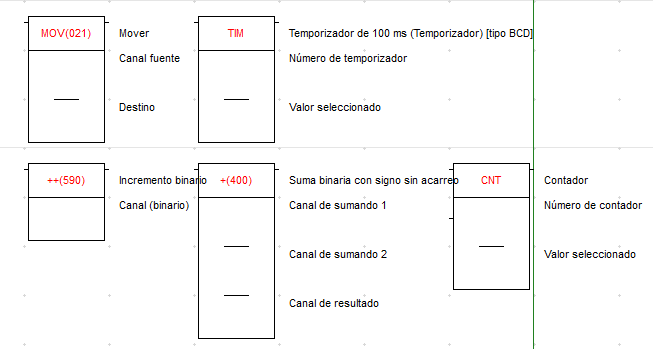 MOV(021) Mover TIM Temporizador de 100 ms (Temporizador) [tipo BCD]
Canal fuente Número de temporizador
Destino Valor seleccionado
++(590) Incremento binario +(400) Suma binaria con signo sin acarreo CNT Contador
Canal (binario) Canal de sumando 1 Número de contador
Canal de sumando 2 Valor seleccionado
Canal de resultado